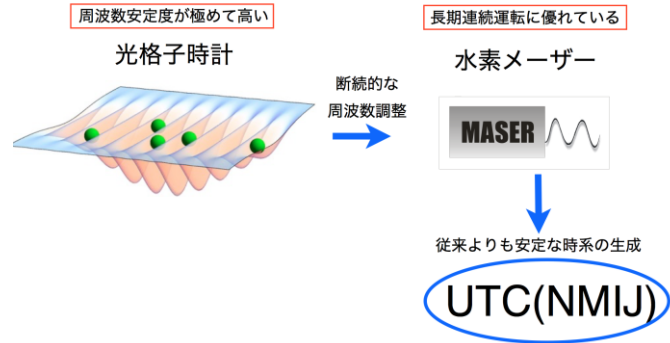 周波数安定度が極めて高い
光格子時計
断続的な
周波数調整
長期連続運転に優れている
水素メーザー
MASER
従来よりも安定な時系の生成
UTC(NMIJ)